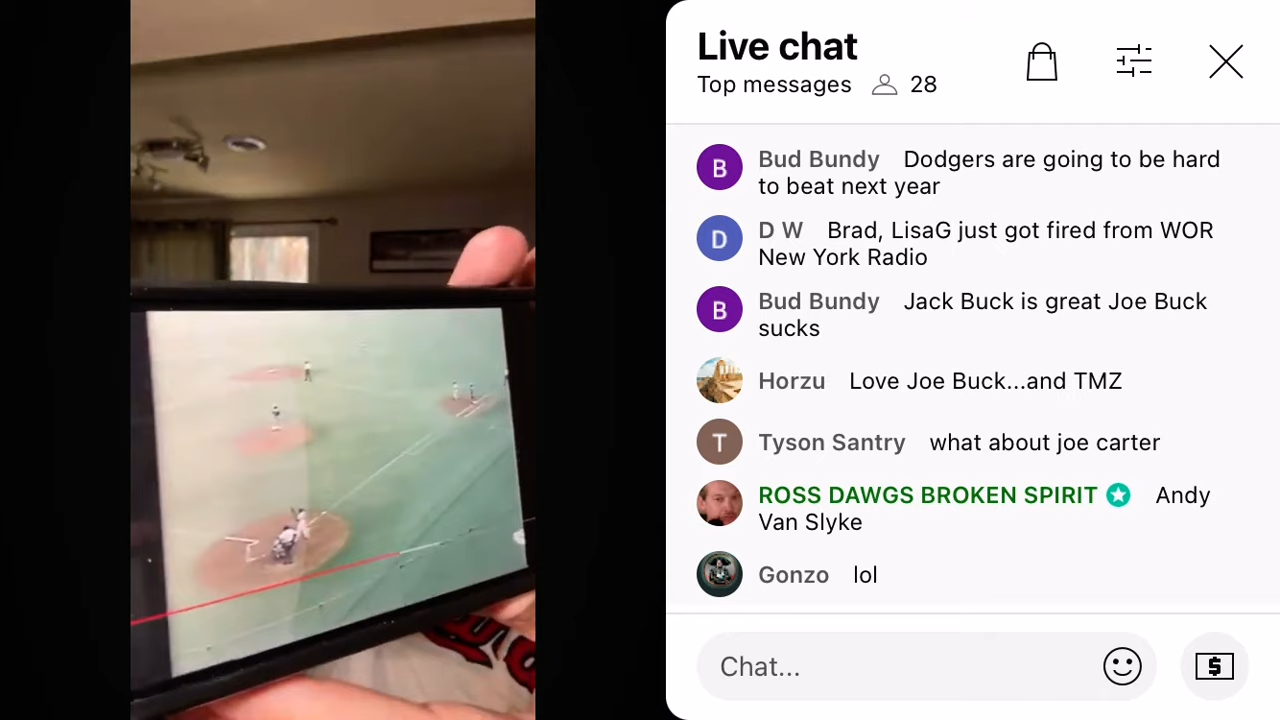 Live chat
Top messages 28
B Bud Bundy Dodgers are going to be hard
to beat next year
D D W Brad, LisaG just got fired from WOR
New York Radio
B Bud Bundy Jack Buck is great Joe Buck
sucks
Horzu Love Joe Buck...and TMZ
T Tyson Santry what about joe carter
ROSS DAWGS BROKEN SPIRIT Andy
Van Slyke
Gonzo lol
Chat...
$